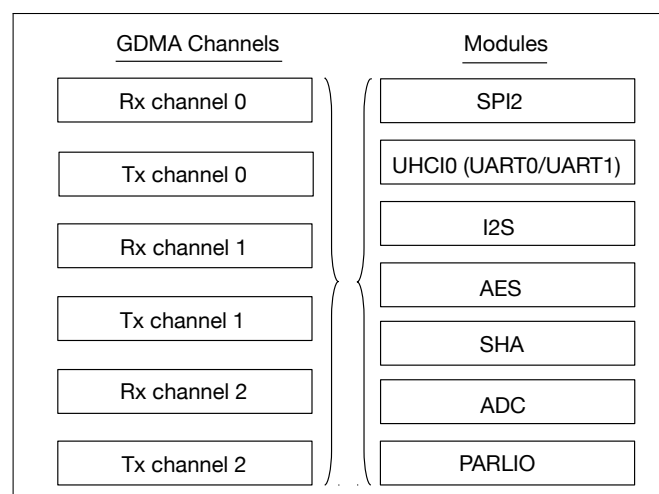 GDMA Channels
Rx channel 0
Tx channel 0
Rx channel 1
Tx channel 1
Rx channel 2
Tx channel 2
Modules
SPI2
UHCI0 (UART0/UART1)
I2S
AES
SHA
ADC
PARLIO